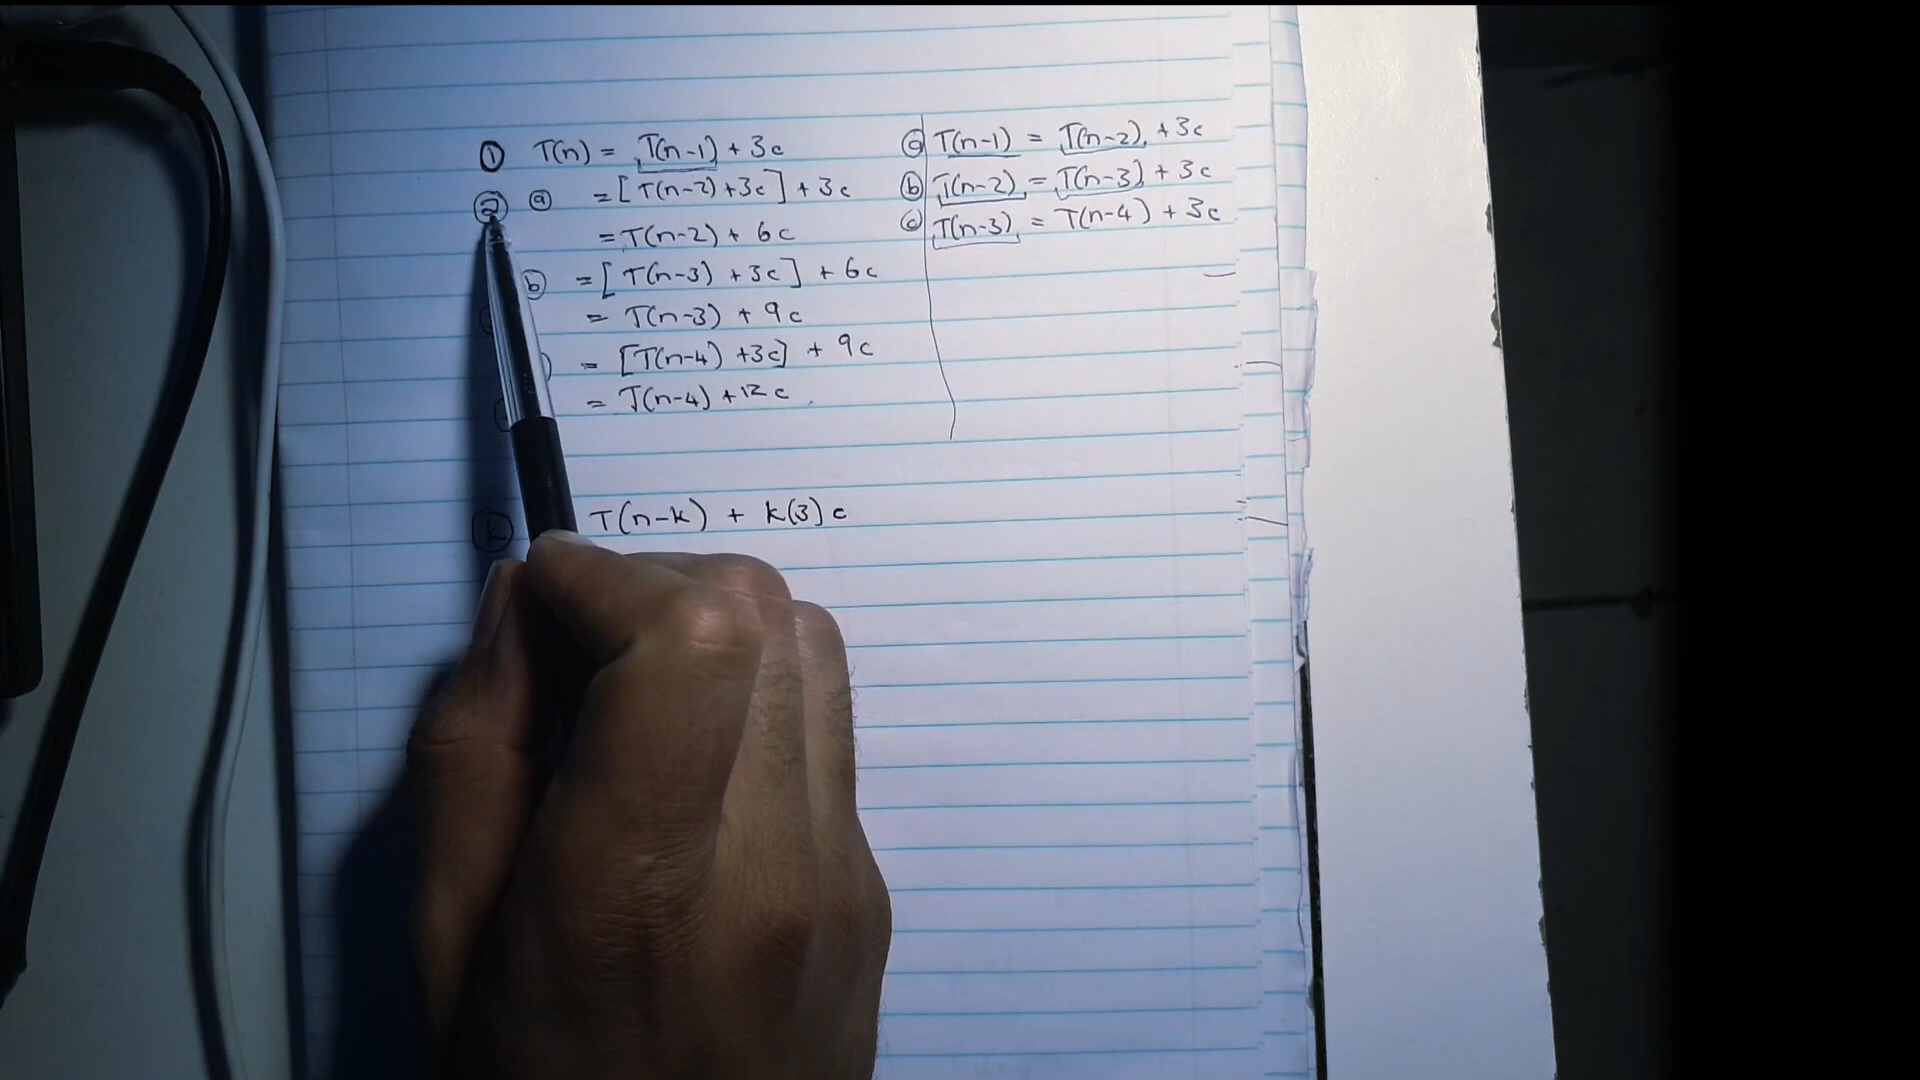 ① T(n) = T(n-1) + 3c
② ⓐ = [T(n-2) + 3c] + 3c
= T(n-2) + 6c
ⓑ = [T(n-3) + 3c] + 6c
= T(n-3) + 9c
= [T(n-4) + 3c] + 9c
= T(n-4) + 12c
ⓚ T(n-k) + k(3)c
T(n-1) = T(n-2) + 3c
ⓑ T(n-2) = T(n-3) + 3c
ⓒ T(n-3) = T(n-4) + 3c